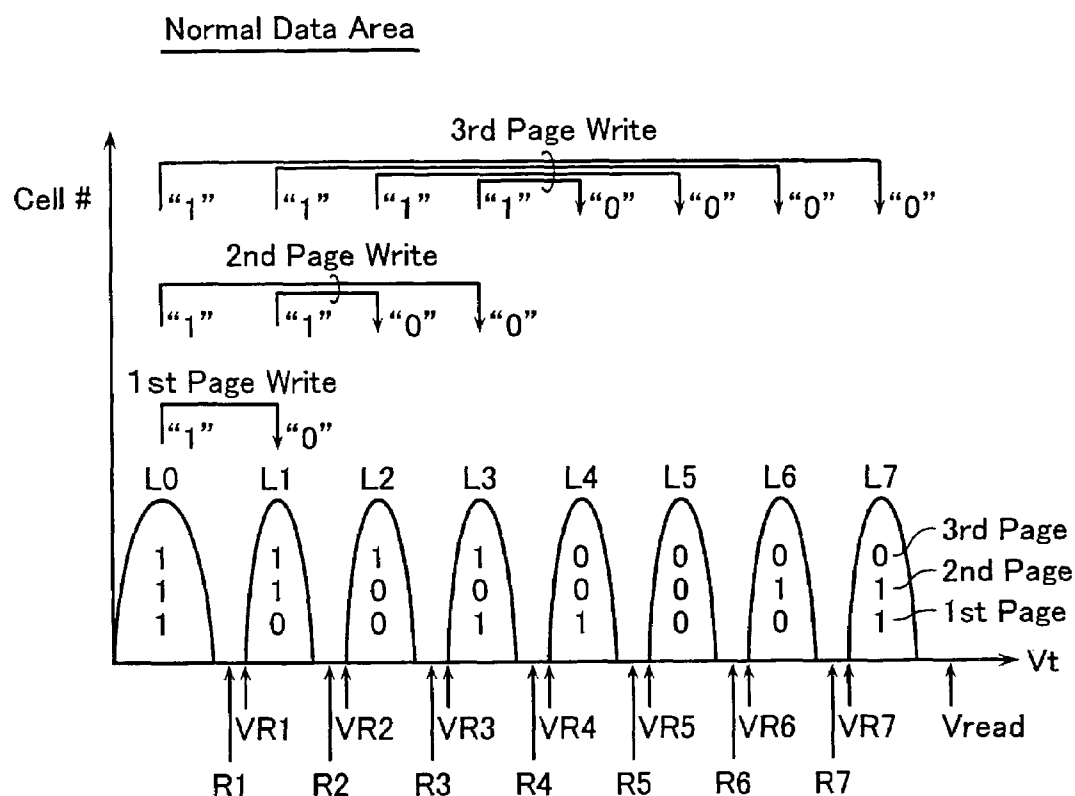 Normal Data Area
3rd Page Write
Cell #
“1” “1” “1” “1” “0” “0” “0” “0”
2nd Page Write
“1” “1” “0” “0”
1st Page Write
“1” “0”
L0 L1 L2 L3 L4 L5 L6 L7
1 1 1 1 0 0 0 0 3rd Page
1 1 0 0 0 0 1 1 2nd Page
1 0 0 1 1 0 0 1 1st Page
Vt
VR1 VR2 VR3 VR4 VR5 VR6 VR7 Vread
R1 R2 R3 R4 R5 R6 R7